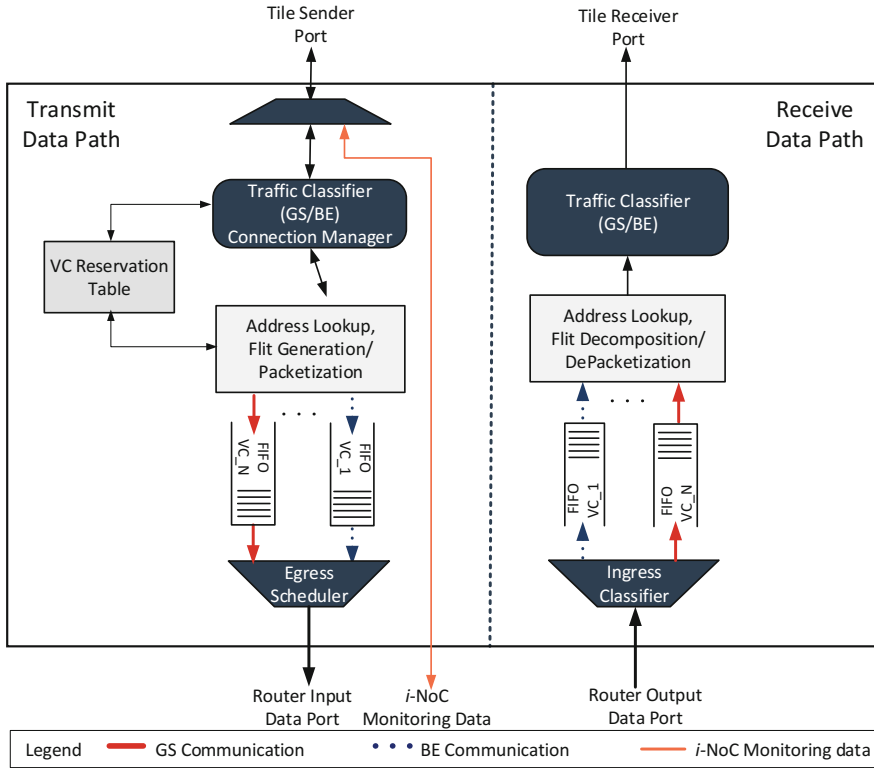 Tile Sender
Port
Tile Receiver
Port
Transmit
Data Path
Receive
Data Path
Traffic Classifier
(GS/BE)
Connection Manager
Traffic Classifier
(GS/BE)
VC Reservation
Table
Address Lookup,
Flit Generation/
Packetization
Address Lookup,
Flit Decomposition/
DePacketization
. . .
. . .
FIFO
VC_N
FIFO
VC_1
FIFO
VC_1
FIFO
VC_N
Egress
Scheduler
Ingress
Classifier
Router Input
Data Port
i-NoC
Monitoring Data
Router Output
Data Port
Legend
GS Communication
BE Communication
i-NoC Monitoring data